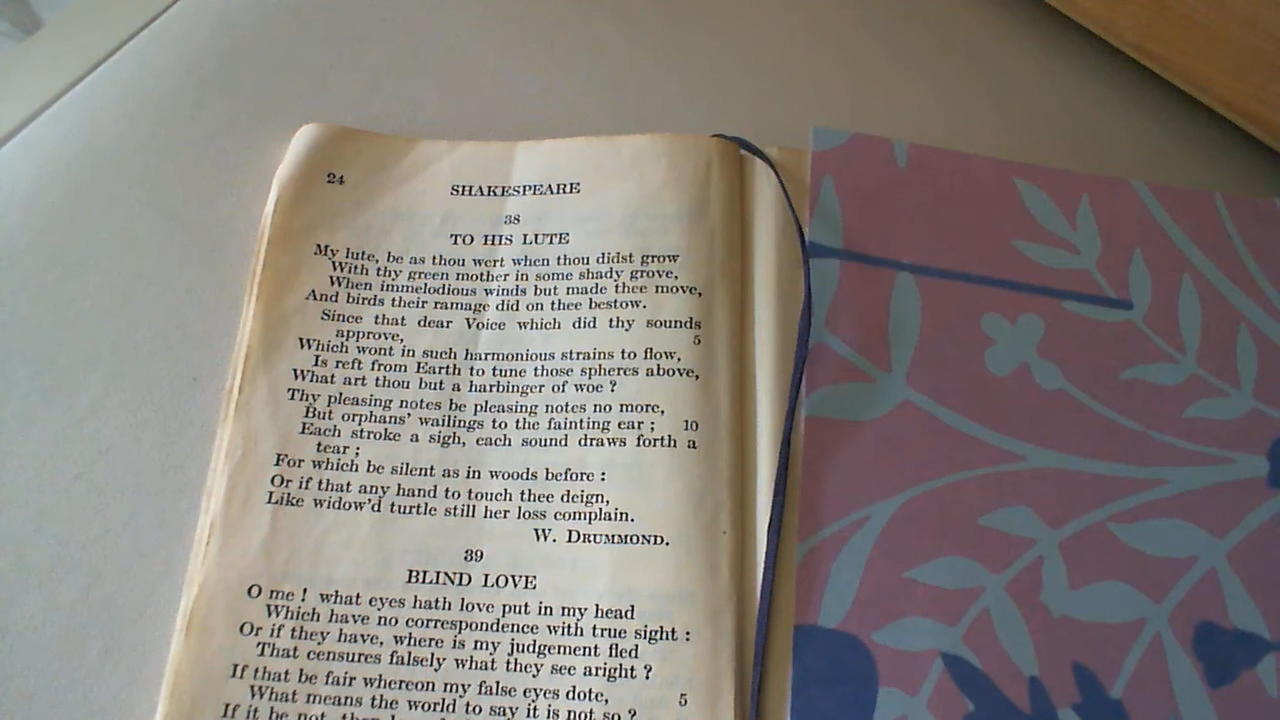 24
SHAKESPEARE
38
TO HIS LUTE
My lute, be as thou wert when thou didst grow
With thy green mother in some shady grove,
When immelodious winds but made thee move,
And birds their ramage did on thee bestow.
Since that dear Voice which did thy sounds
approve, 5
Which wont in such harmonious strains to flow,
Is reft from Earth to tune those spheres above,
What art thou but a harbinger of woe ?
Thy pleasing notes be pleasing notes no more,
But orphans' wailings to the fainting ear ; 10
Each stroke a sigh, each sound draws forth a
tear ;
For which be silent as in woods before :
Or if that any hand to touch thee deign,
Like widow'd turtle still her loss complain.
W. DRUMMOND.
39
BLIND LOVE
O me ! what eyes hath love put in my head
Which have no correspondence with true sight :
Or if they have, where is my judgement fled
That censures falsely what they see aright ?
If that be fair whereon my false eyes dote, 5
What means the world to say it is not so ?
If it be not, then